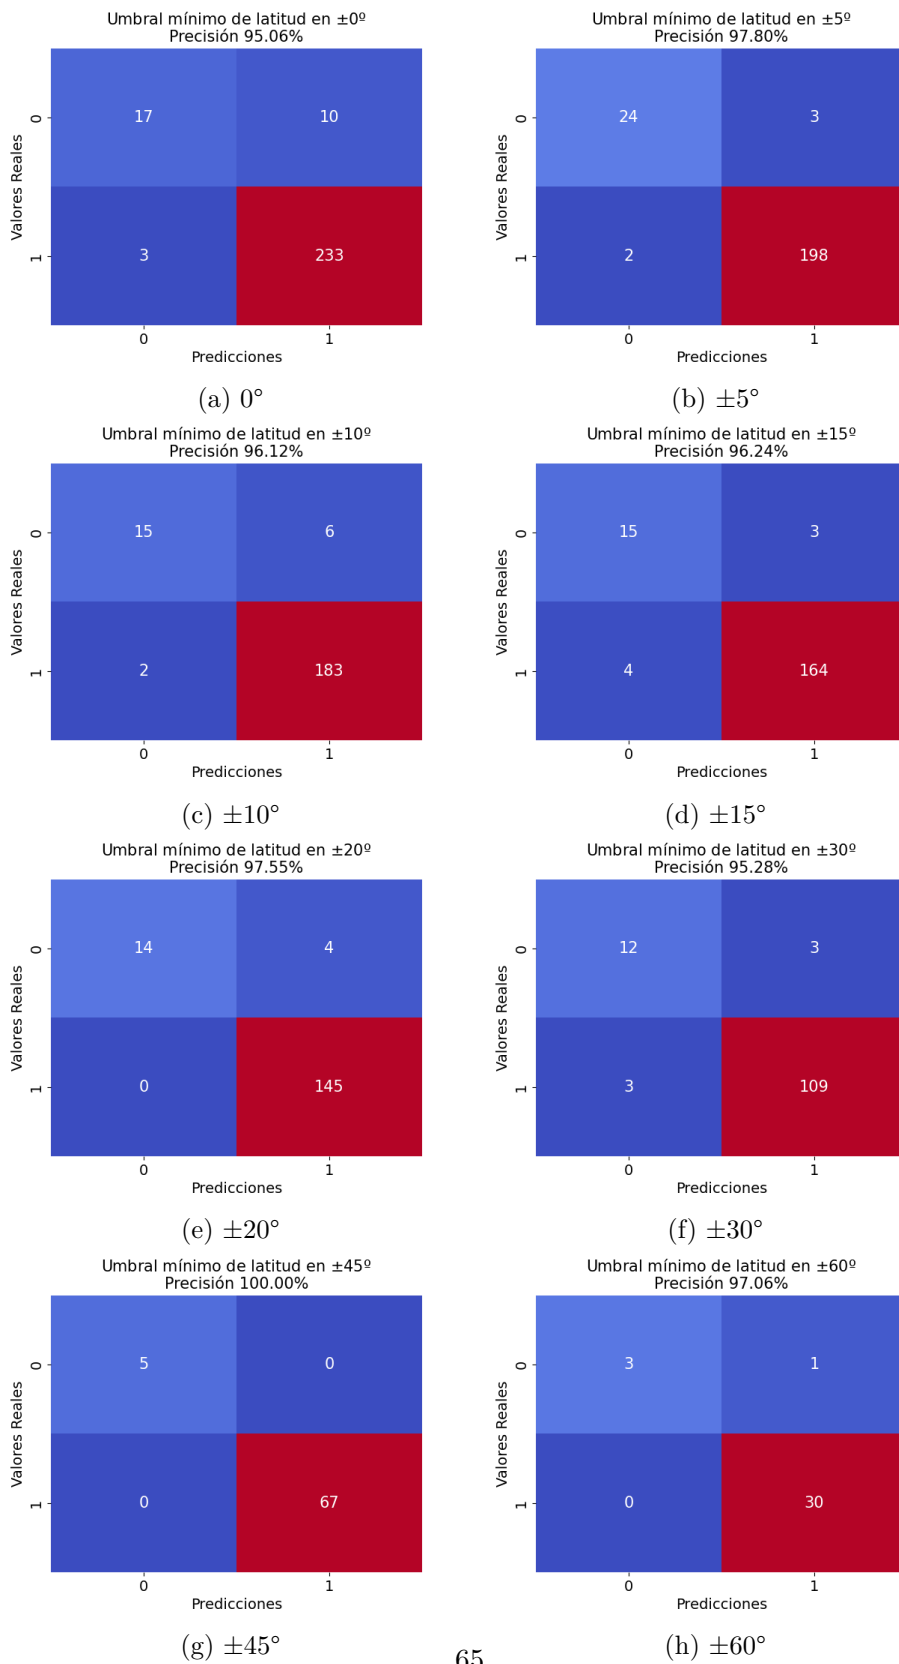 Umbral mínimo de latitud en ±0º
Precisión 95.06%
Valores Reales
0
17
10
1
3
233
0
1
Predicciones
(a) 0°
Umbral mínimo de latitud en ±5º
Precisión 97.80%
Valores Reales
0
24
3
1
2
198
0
1
Predicciones
(b) ±5°
Umbral mínimo de latitud en ±10º
Precisión 96.12%
Valores Reales
0
15
6
1
2
183
0
1
Predicciones
(c) ±10°
Umbral mínimo de latitud en ±15º
Precisión 96.24%
Valores Reales
0
15
3
1
4
164
0
1
Predicciones
(d) ±15°
Umbral mínimo de latitud en ±20º
Precisión 97.55%
Valores Reales
0
14
4
1
0
145
0
1
Predicciones
(e) ±20°
Umbral mínimo de latitud en ±30º
Precisión 95.28%
Valores Reales
0
12
3
1
3
109
0
1
Predicciones
(f) ±30°
Umbral mínimo de latitud en ±45º
Precisión 100.00%
Valores Reales
0
5
0
1
0
67
0
1
Predicciones
(g) ±45°
Umbral mínimo de latitud en ±60º
Precisión 97.06%
Valores Reales
0
3
1
1
0
30
0
1
Predicciones
(h) ±60°
65